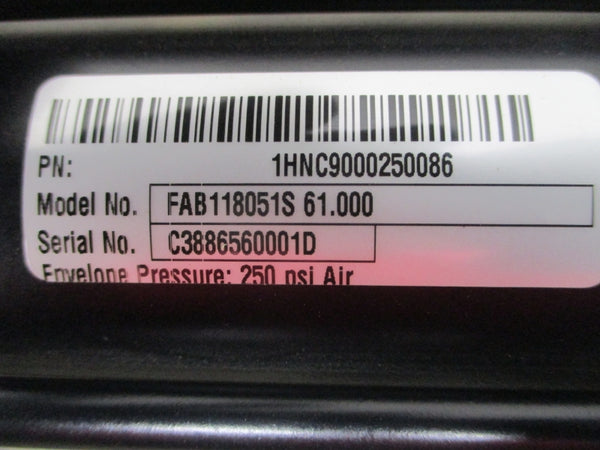 PN: 1HNC9000250086
Model No. FAB118051S 61.000
Serial No. C3886560001D
Envelope Pressure: 250 psi Air